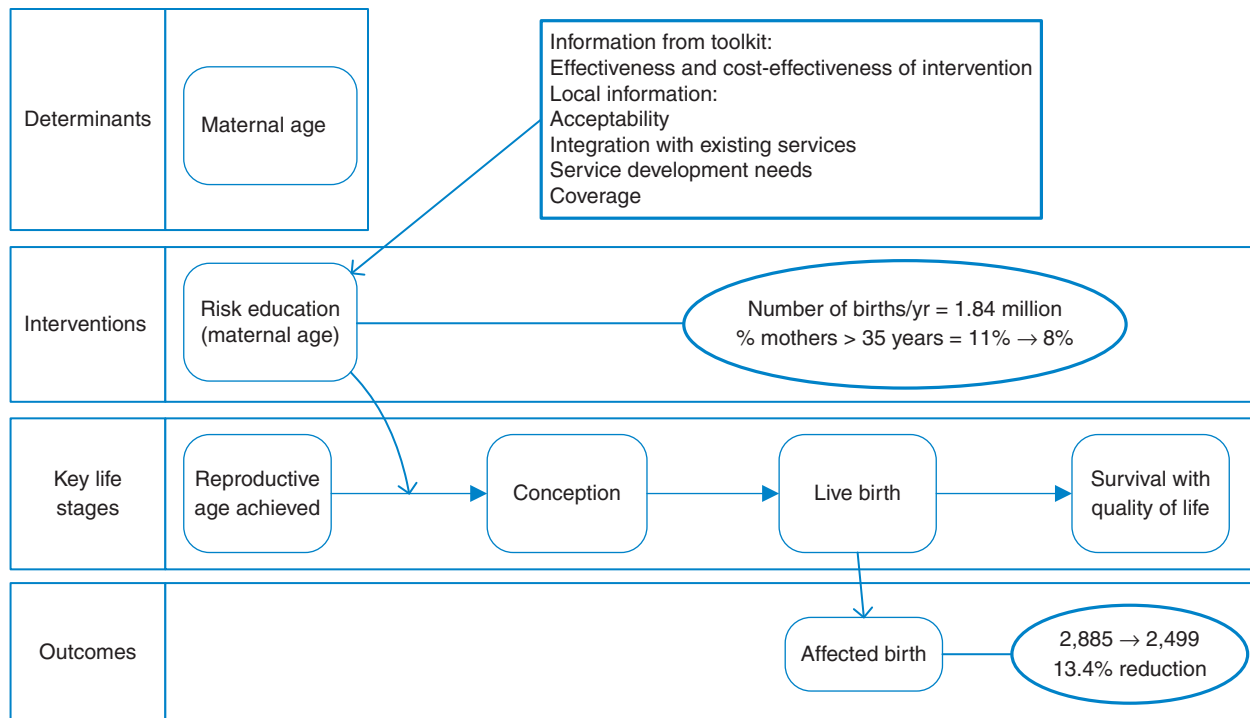 Determinants
Maternal age
Information from toolkit:
Effectiveness and cost-effectiveness of intervention
Local information:
Acceptability
Integration with existing services
Service development needs
Coverage
Interventions
Risk education
(maternal age)
Number of births/yr = 1.84 million
% mothers > 35 years = 11% → 8%
Key life
stages
Reproductive
age achieved
Conception
Live birth
Survival with
quality of life
Outcomes
Affected birth
2,885 → 2,499
13.4% reduction